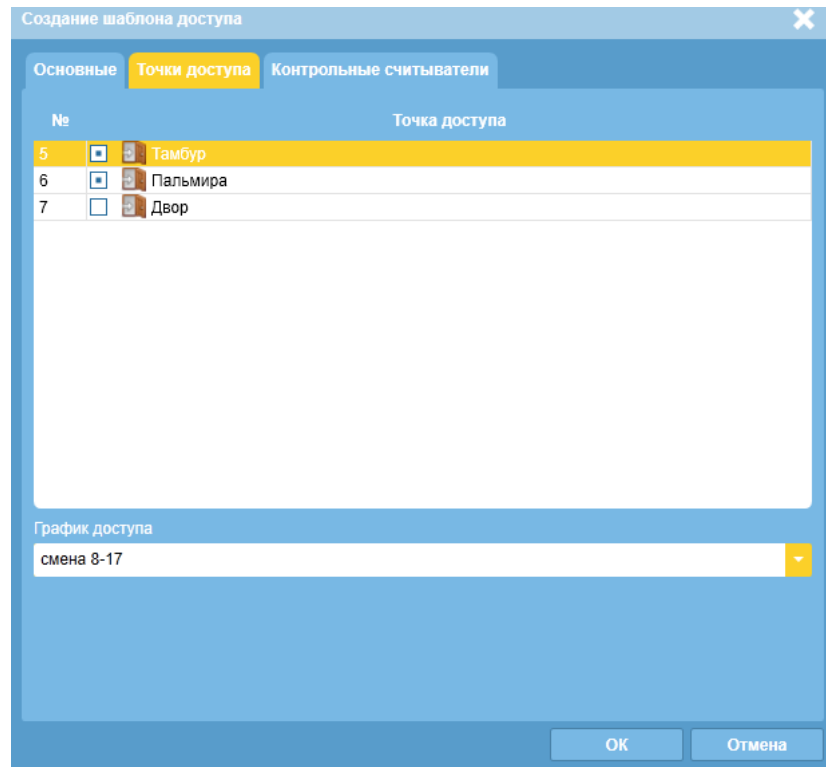 Создание шаблона доступа
Основные Точки доступа Контрольные считыватели
№ Точка доступа
5 Тамбур
6 Пальмира
7 Двор
График доступа
смена 8-17
ОК Отмена